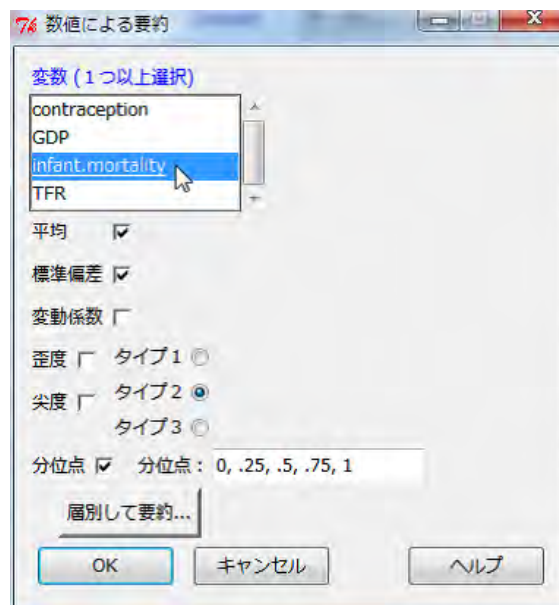 数値による要約
変数 (1つ以上選択)
contraception
GDP
infant.mortality
TFR
平均
標準偏差
変動係数
歪度 タイプ1
尖度 タイプ2
タイプ3
分位点 分位点: 0, .25, .5, .75, 1
層別して要約...
OK キャンセル ヘルプ